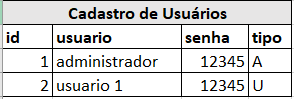 Cadastro de Usuários
id usuario senha tipo
1 administrador 12345 A
2 usuario 1 12345 U